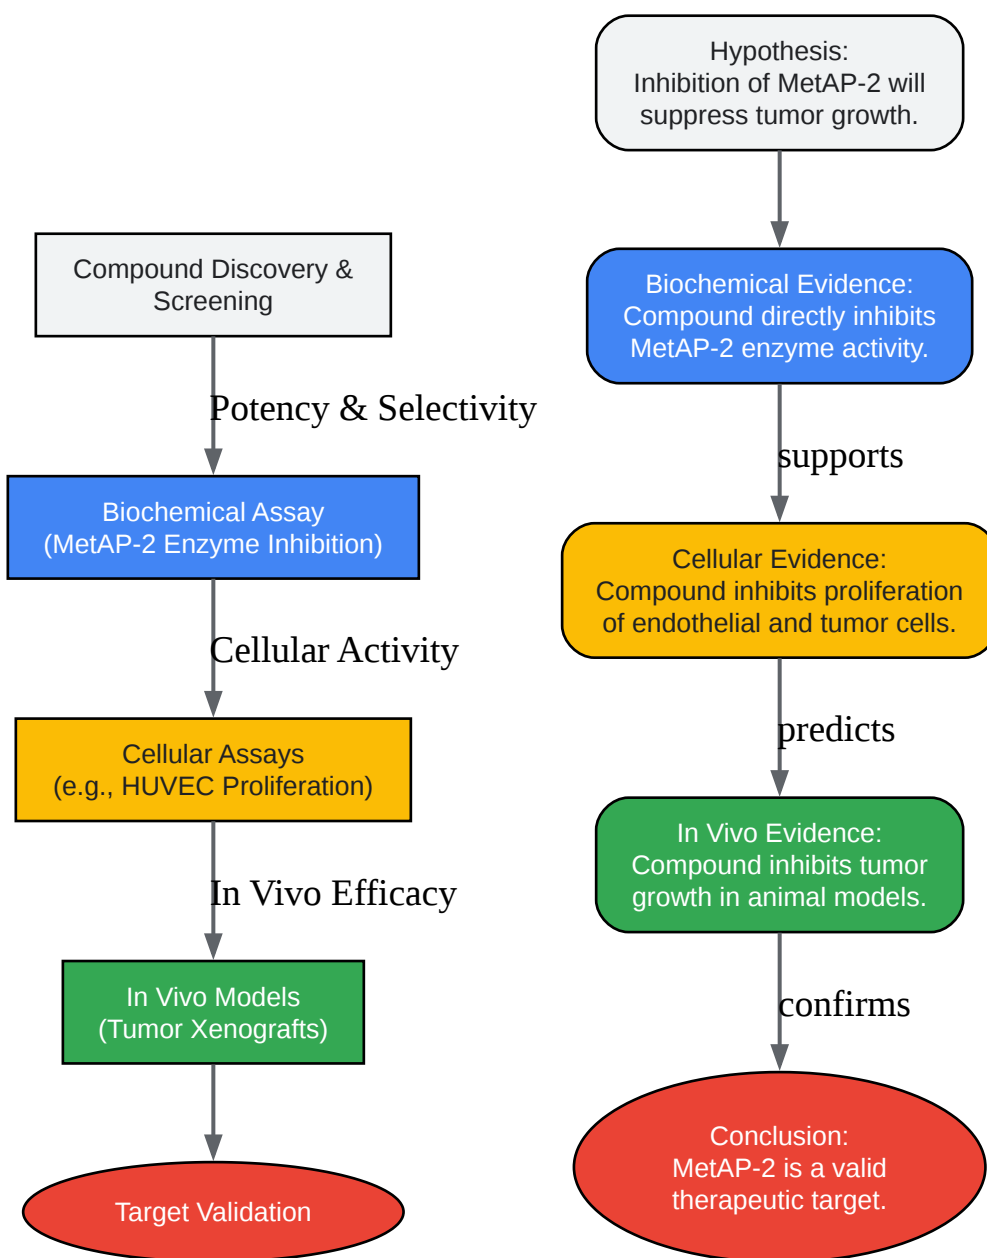 Compound Discovery &
Screening
Potency & Selectivity
Biochemical Assay
(MetAP-2 Enzyme Inhibition)
Cellular Activity
Cellular Assays
(e.g., HUVEC Proliferation)
In Vivo Efficacy
In Vivo Models
(Tumor Xenografts)
Target Validation
Hypothesis:
Inhibition of MetAP-2 will
suppress tumor growth.
Biochemical Evidence:
Compound directly inhibits
MetAP-2 enzyme activity.
supports
Cellular Evidence:
Compound inhibits proliferation
of endothelial and tumor cells.
predicts
In Vivo Evidence:
Compound inhibits tumor
growth in animal models.
confirms
Conclusion:
MetAP-2 is a valid
therapeutic target.